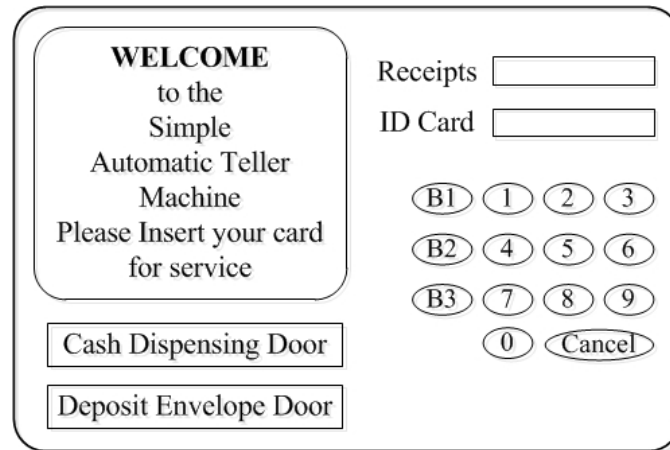 WELCOME
to the
Simple
Automatic Teller
Machine
Please Insert your card
for service
Receipts
ID Card
B1 1 2 3
B2 4 5 6
B3 7 8 9
0 Cancel
Cash Dispensing Door
Deposit Envelope Door